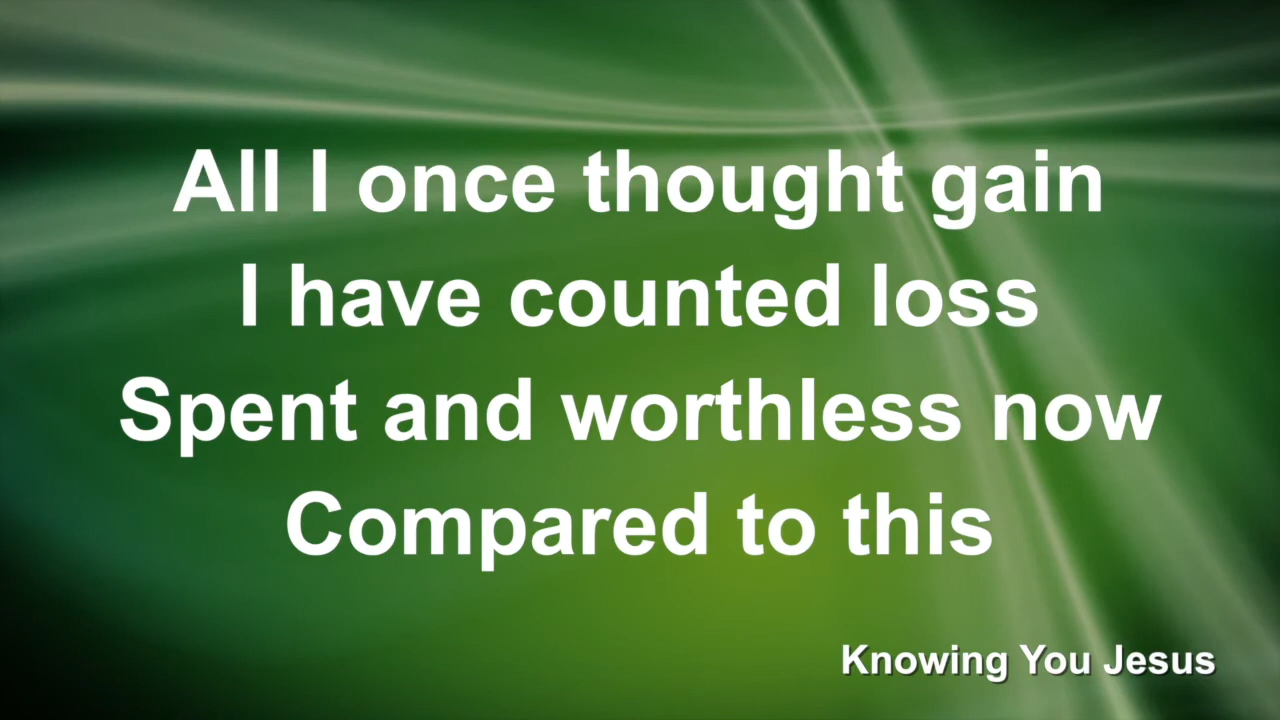 All I once thought gain
I have counted loss
Spent and worthless now
Compared to this
Knowing You Jesus